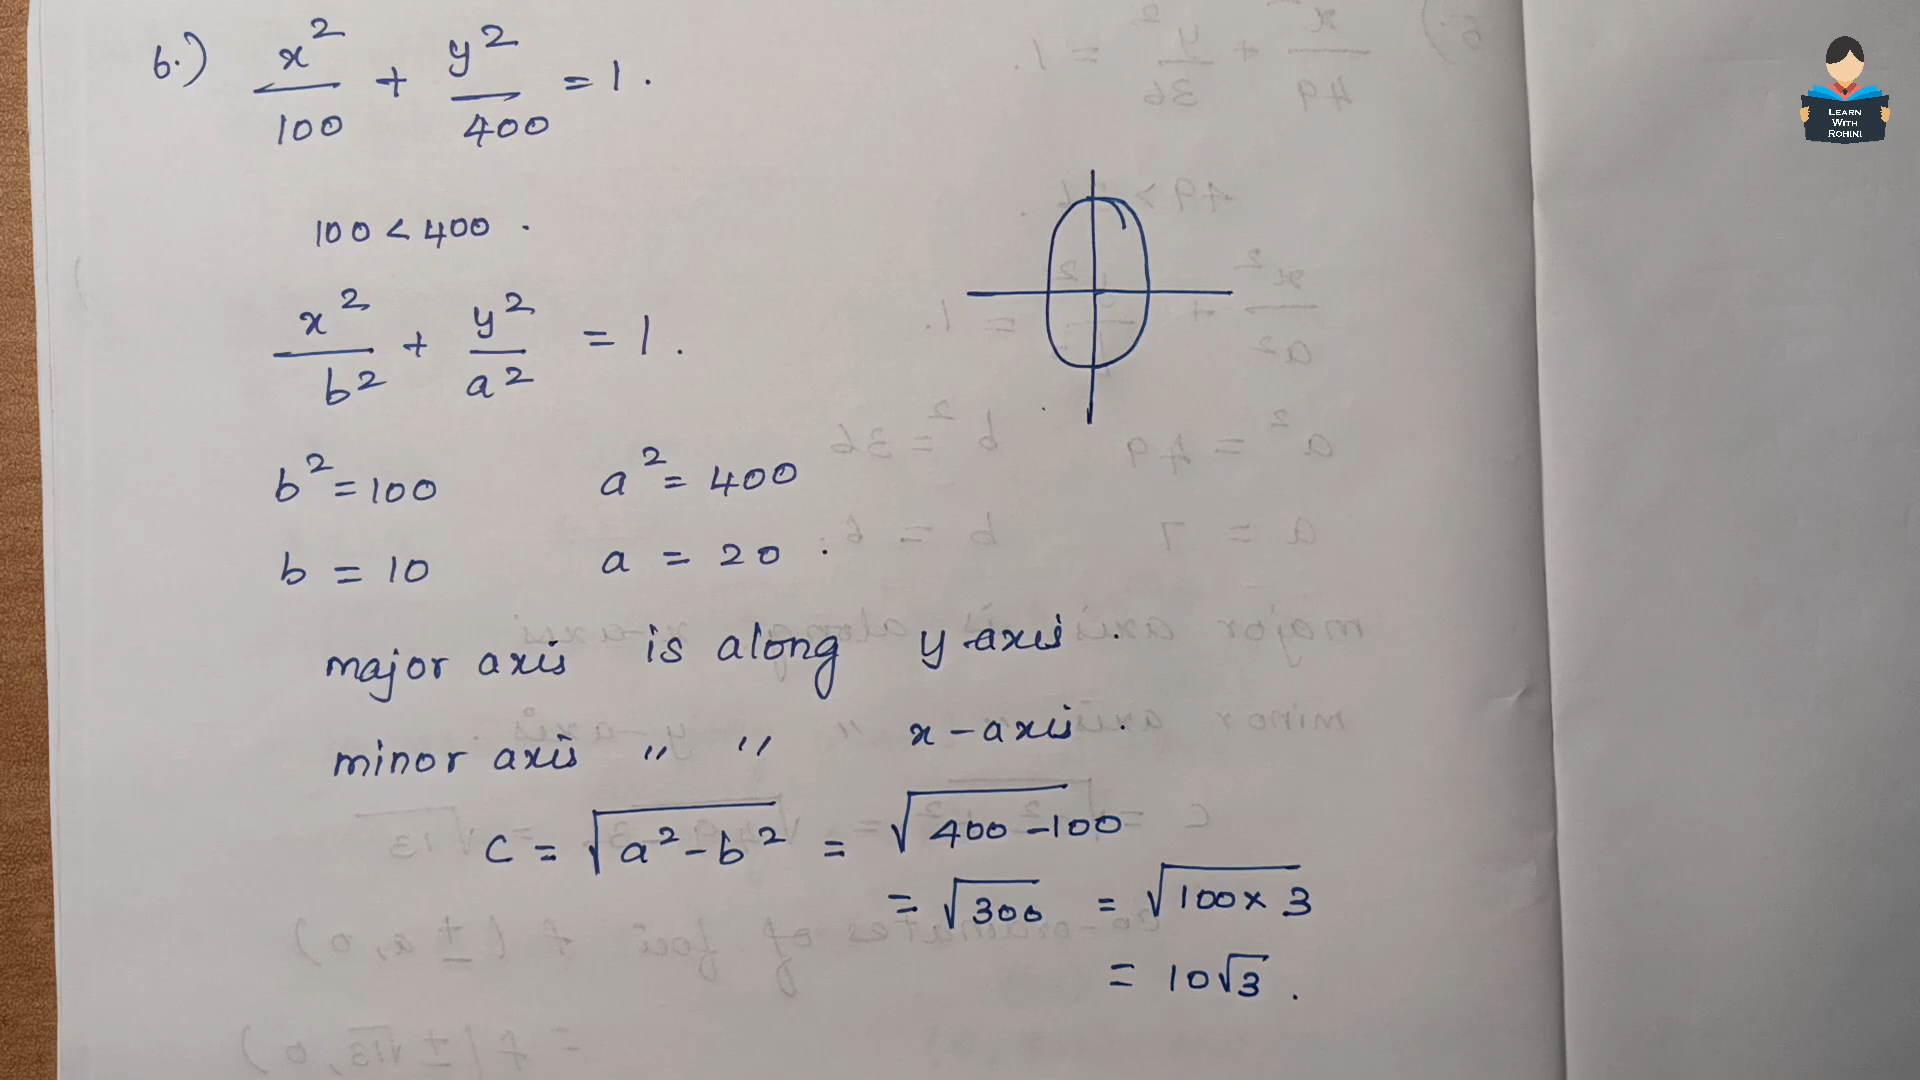 6.) x²/100 + y²/400 = 1.
LEARN
WITH
ROHINI
100 < 400.
x²/b² + y²/a² = 1.
b² = 100 a² = 400
b = 10 a = 20.
major axis is along y axis.
minor axis " " x-axis.
c = √(a²-b²) = √(400-100)
= √300 = √(100×3)
= 10√3.